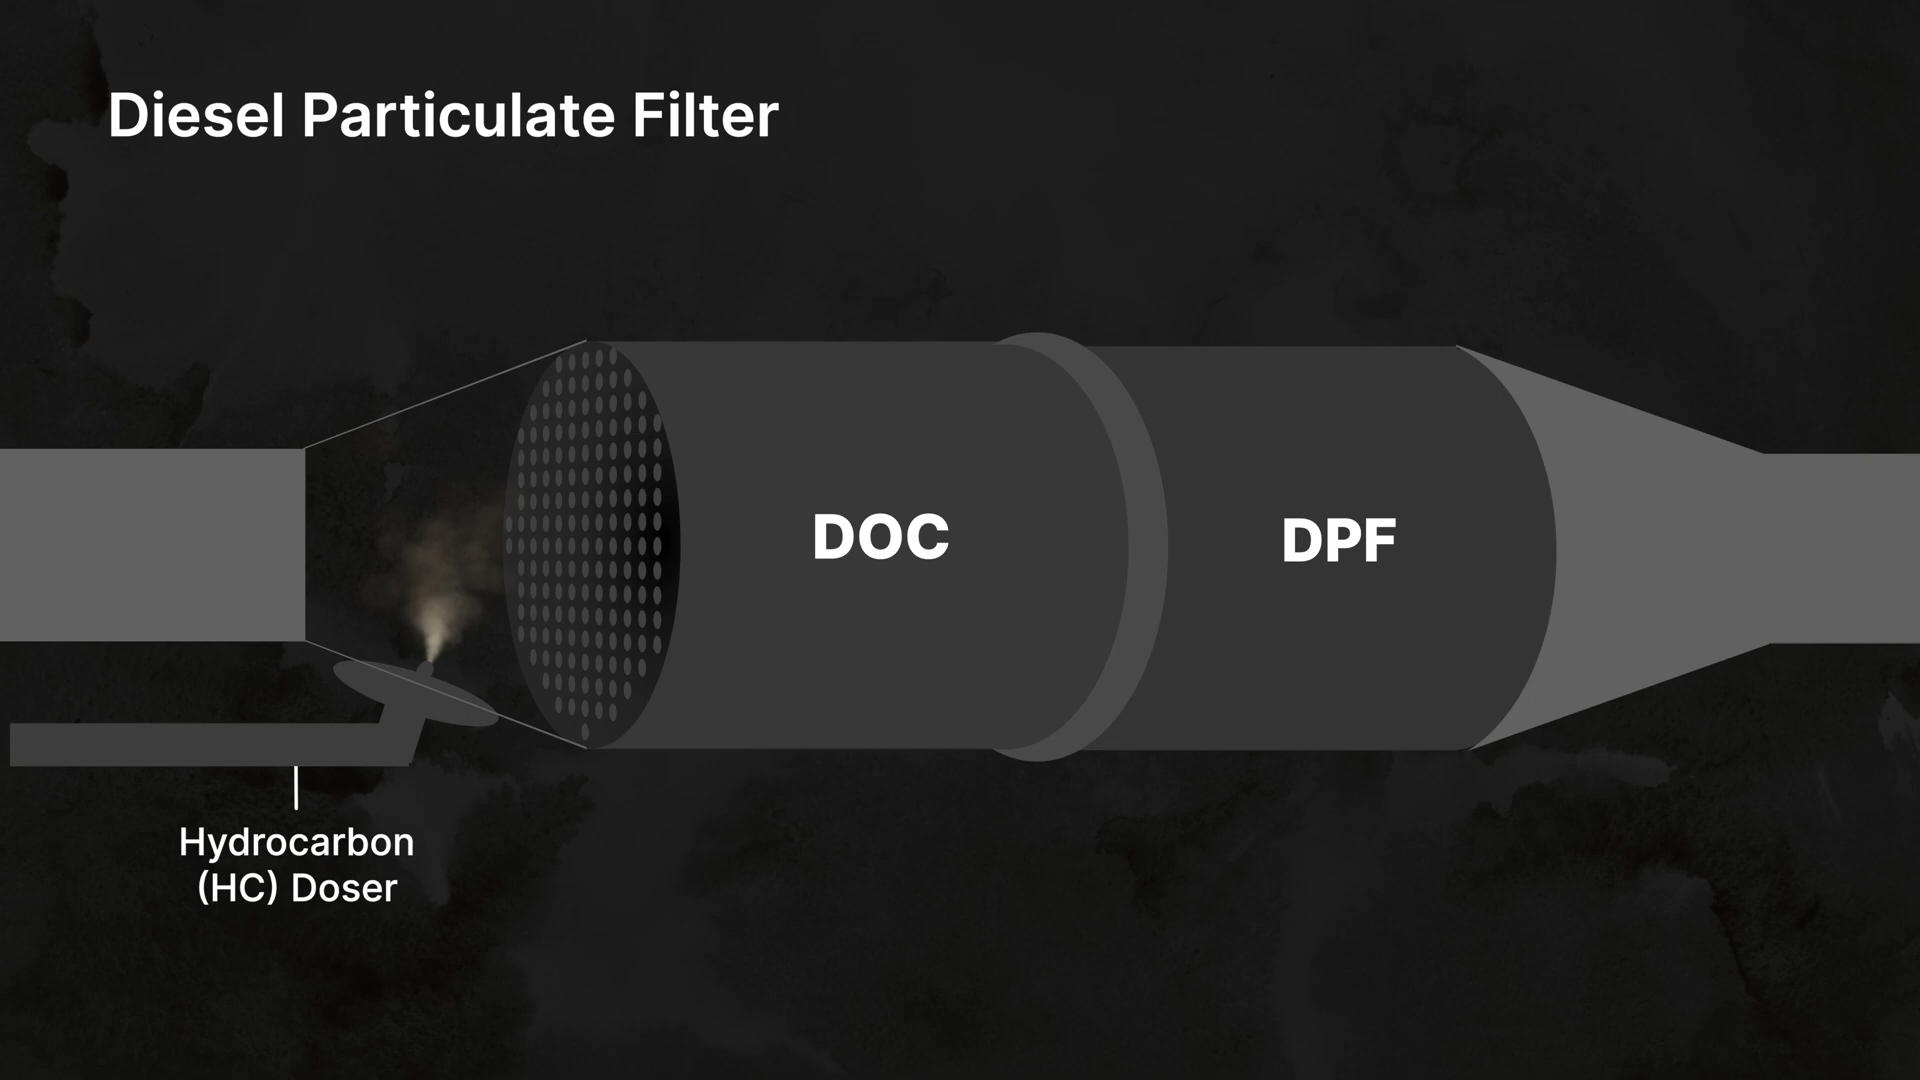 Diesel Particulate Filter
DOC
DPF
Hydrocarbon
(HC) Doser